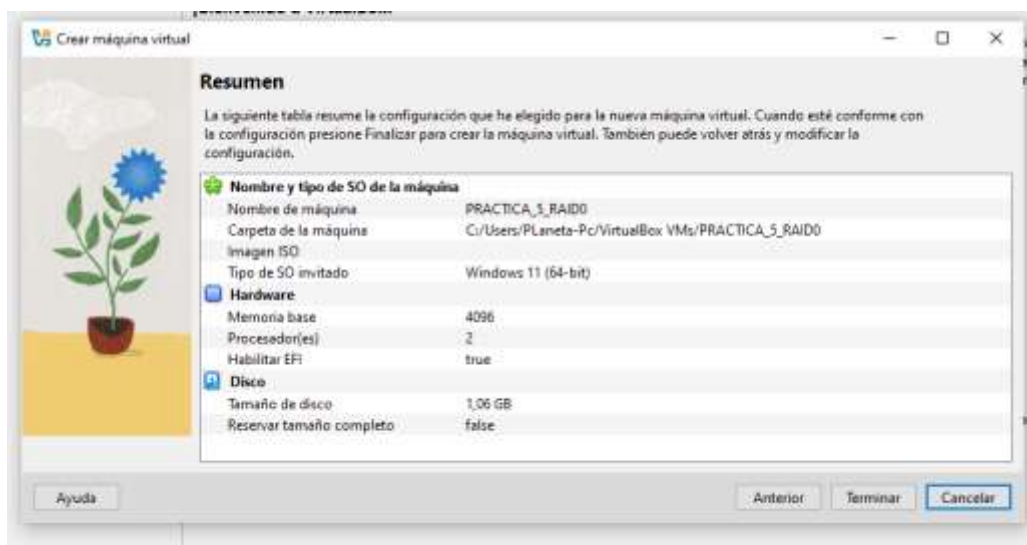 Crear máquina virtual
Resumen
La siguiente tabla resume la configuración que ha elegido para la nueva máquina virtual. Cuando esté conforme con
la configuración presione Finalizar para crear la máquina virtual. También puede volver atrás y modificar la
configuración.
Nombre y tipo de SO de la máquina
Nombre de máquina PRACTICA_5_RAID0
Carpeta de la máquina C:/Users/PLaneta-Pc/VirtualBox VMs/PRACTICA_5_RAID0
Imagen ISO
Tipo de SO invitado Windows 11 (64-bit)
Hardware
Memoria base 4096
Procesador(es) 2
Habilitar EFI true
Disco
Tamaño de disco 1,06 GB
Reservar tamaño completo false
Ayuda Anterior Terminar Cancelar